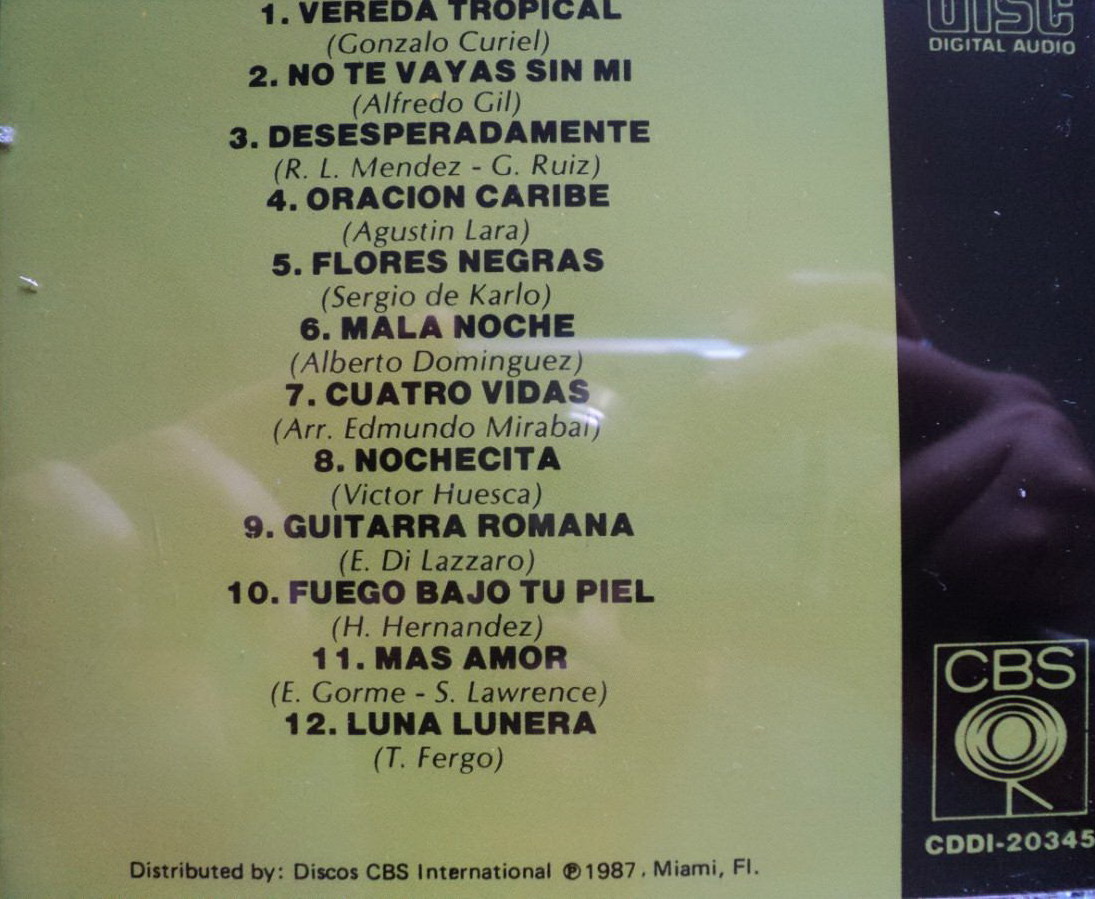 1. VEREDA TROPICAL
(Gonzalo Curiel)
2. NO TE VAYAS SIN MI
(Alfredo Gil)
3. DESESPERADAMENTE
(R. L. Mendez - G. Ruiz)
4. ORACION CARIBE
(Agustin Lara)
5. FLORES NEGRAS
(Sergio de Karlo)
6. MALA NOCHE
(Alberto Dominguez)
7. CUATRO VIDAS
(Arr. Edmundo Mirabal)
8. NOCHECITA
(Victor Huesca)
9. GUITARRA ROMANA
(E. Di Lazzaro)
10. FUEGO BAJO TU PIEL
(H. Hernandez)
11. MAS AMOR
(E. Gorme - S. Lawrence)
12. LUNA LUNERA
(T. Fergo)
Distributed by: Discos CBS International ℗1987. Miami, Fl.
disc
DIGITAL AUDIO
CBS
CDDI-20345